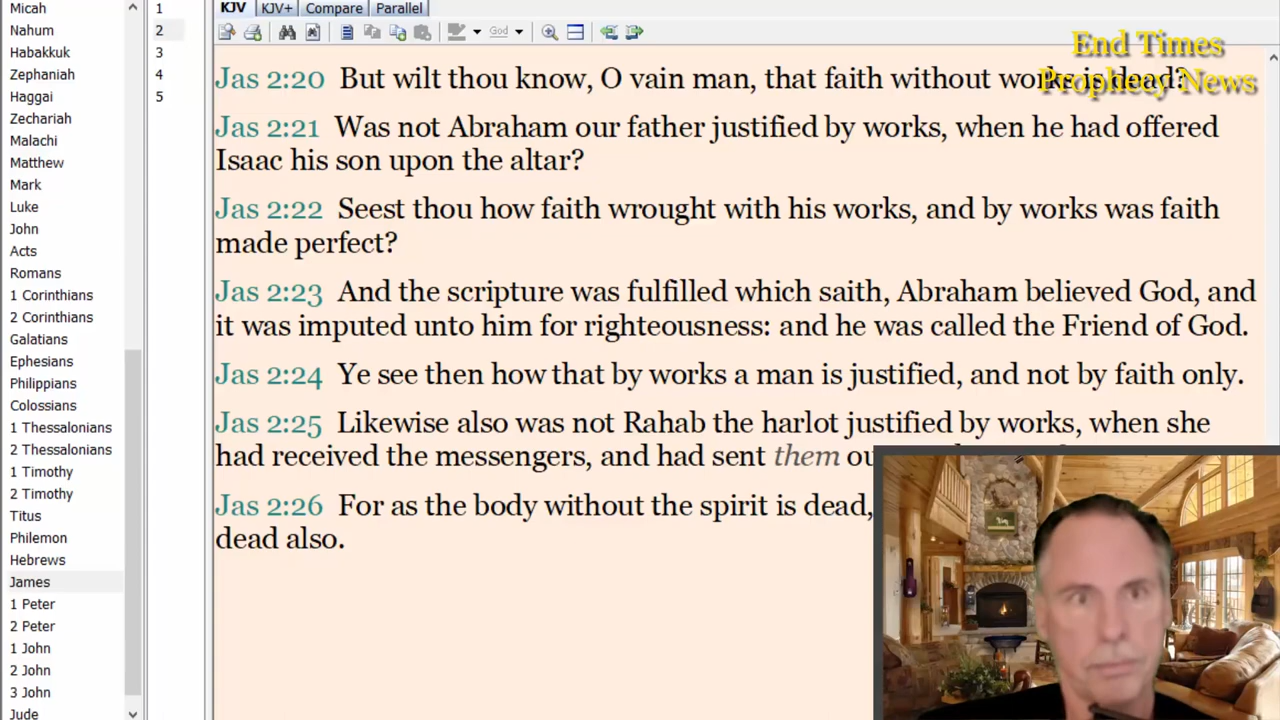 Micah
Nahum
Habakkuk
Zephaniah
Haggai
Zechariah
Malachi
Matthew
Mark
Luke
John
Acts
Romans
1 Corinthians
2 Corinthians
Galatians
Ephesians
Philippians
Colossians
1 Thessalonians
2 Thessalonians
1 Timothy
2 Timothy
Titus
Philemon
Hebrews
James
1 Peter
2 Peter
1 John
2 John
3 John
Jude
1
2
3
4
5
KJV KJV+ Compare Parallel
God
End Times
Prophecy News
Jas 2:20 But wilt thou know, O vain man, that faith without works is dead?
Jas 2:21 Was not Abraham our father justified by works, when he had offered
Isaac his son upon the altar?
Jas 2:22 Seest thou how faith wrought with his works, and by works was faith
made perfect?
Jas 2:23 And the scripture was fulfilled which saith, Abraham believed God, and
it was imputed unto him for righteousness: and he was called the Friend of God.
Jas 2:24 Ye see then how that by works a man is justified, and not by faith only.
Jas 2:25 Likewise also was not Rahab the harlot justified by works, when she
had received the messengers, and had sent them
Jas 2:26 For as the body without the spirit is dead,
dead also.